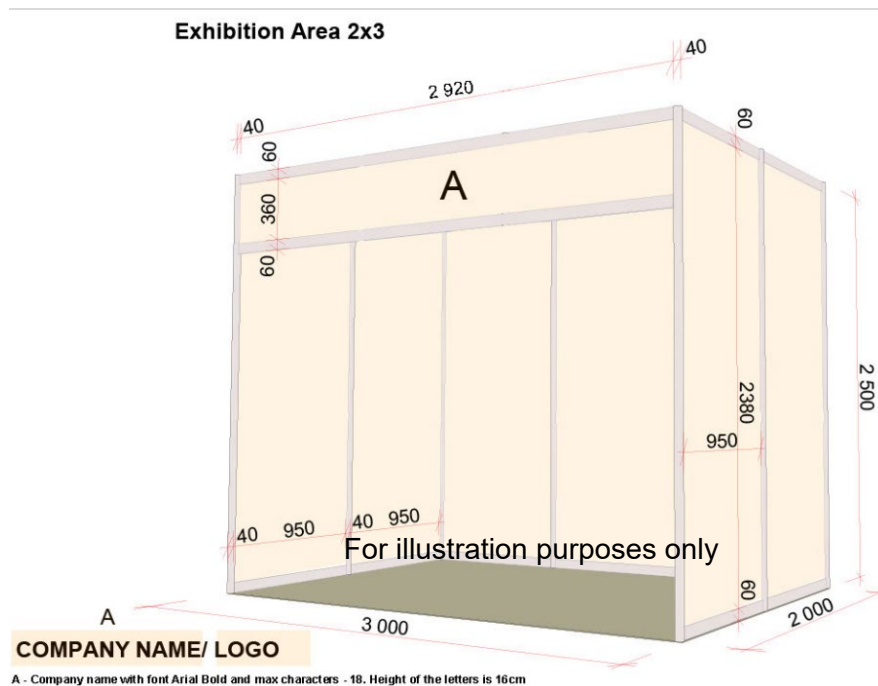 Exhibition Area 2x3
40
2 920
40
60
60
A
360
60
2380
2 500
950
40 950 40 950
For illustration purposes only
60
2 000
A
3 000
COMPANY NAME/ LOGO
A - Company name with font Arial Bold and max characters - 18. Height of the letters is 16cm